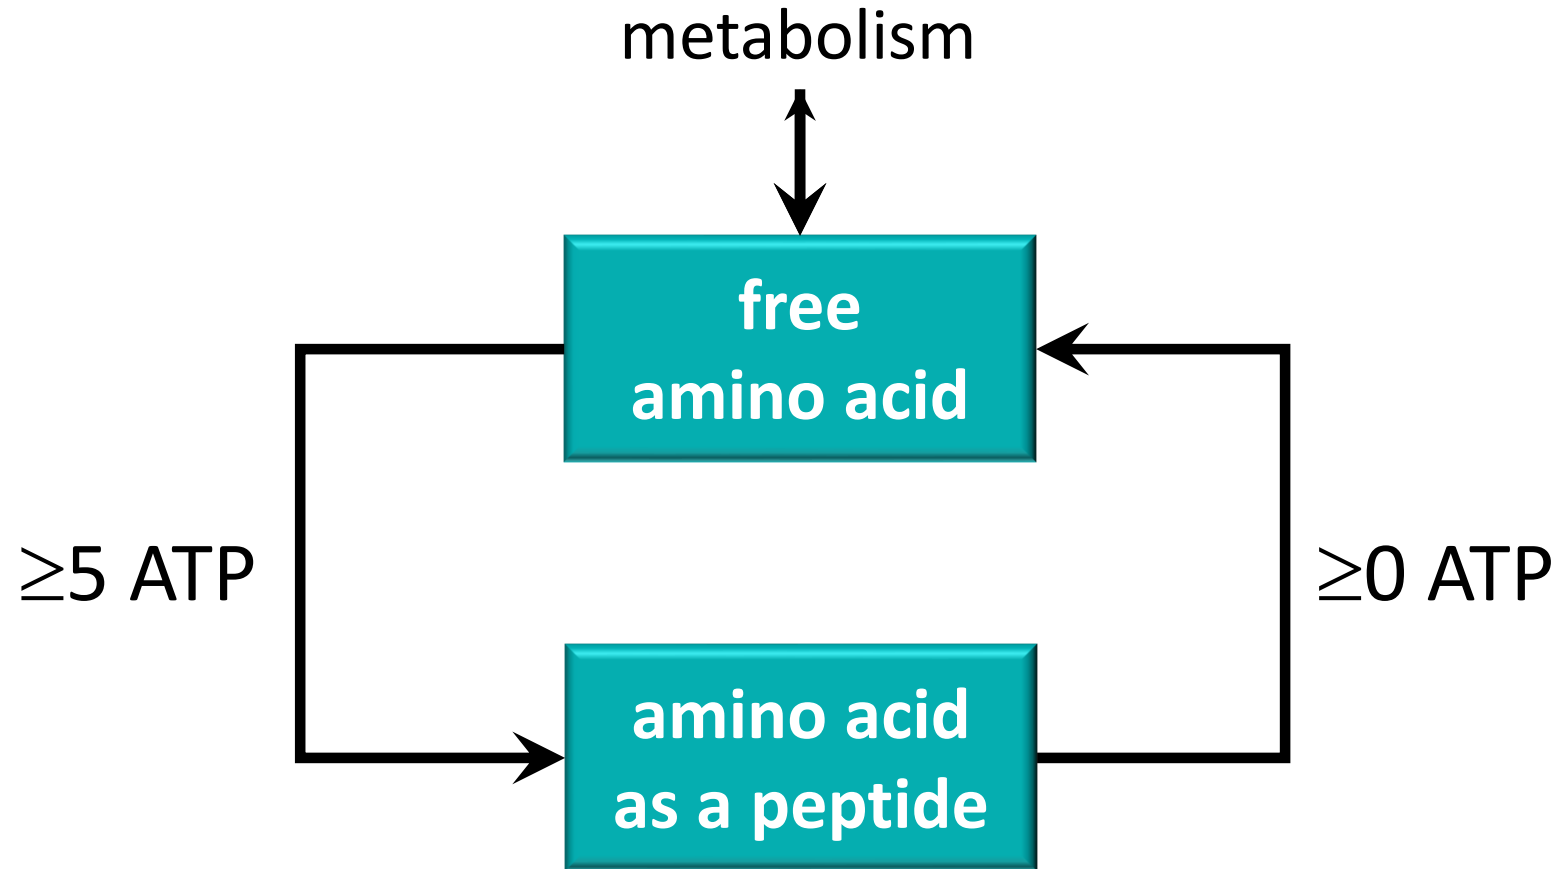 metabolism
free
amino acid
≥5 ATP
≥0 ATP
amino acid
as a peptide